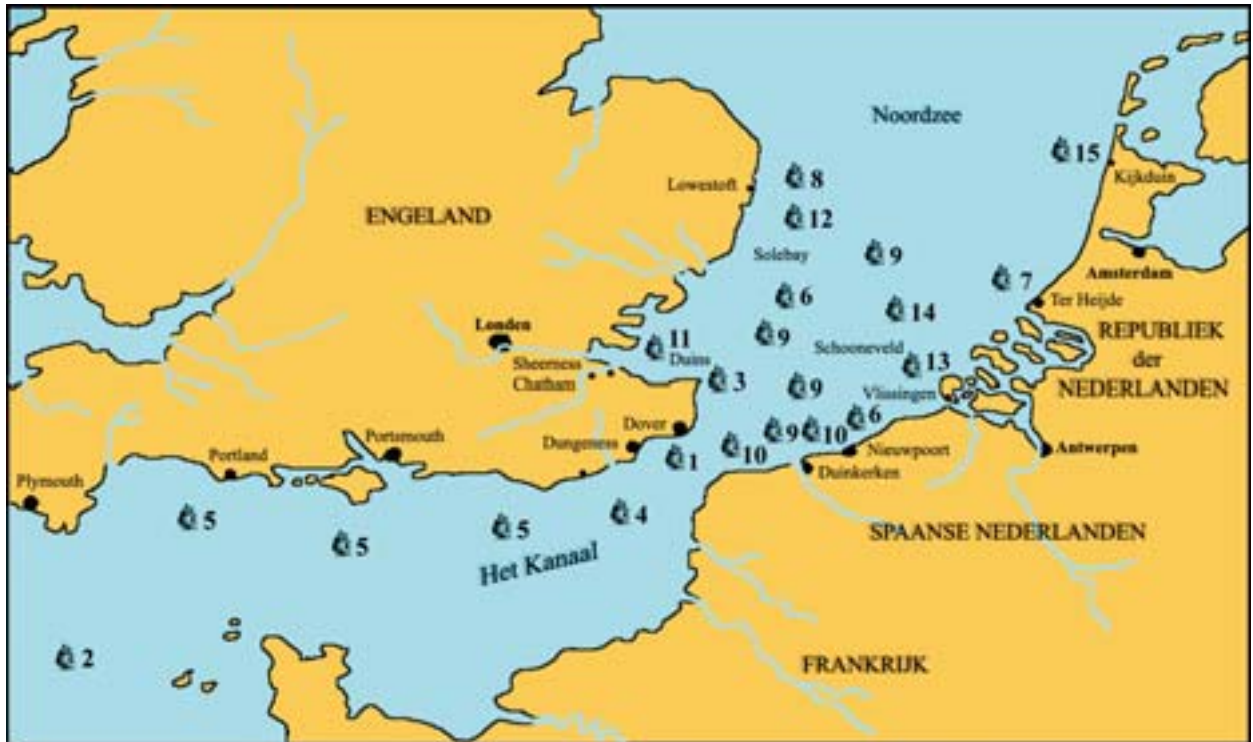 Noordzee
15
Kijkduin
Lowestoft
8
ENGELAND
12
Solebay
9
Amsterdam
7
6
Ter Heijde
14
Londen
11
9
REPUBLIEK
der
NEDERLANDEN
Schooneveld
Duins
Sheerness
Chatham
3
13
9
Vlissingen
6
Dover
9
10
Portsmouth
Dungeness
10
Nieuwpoort
Antwerpen
1
Portland
Duinkerken
Plymouth
5
4
5
5
SPAANSE NEDERLANDEN
Het Kanaal
2
FRANKRIJK